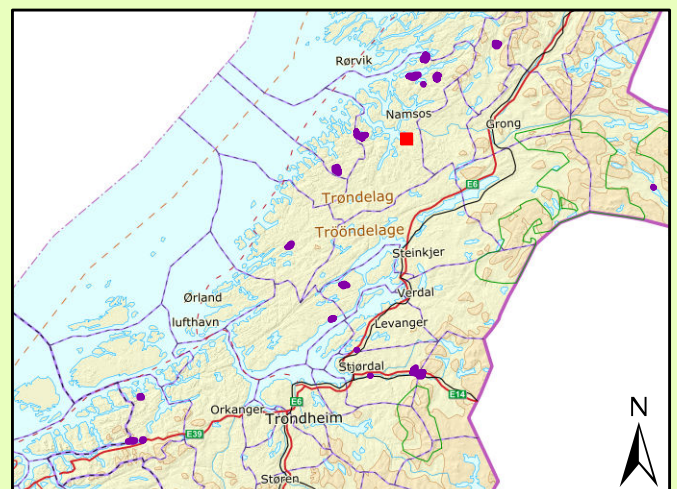 Rørvik
Namsos
Grong
Trøndelag
E6
Trööndelage
Steinkjer
Ørland
lufthavn
Verdal
Levanger
Stjørdal
Orkanger
E6
E14
Trondheim
E39
Støren
N